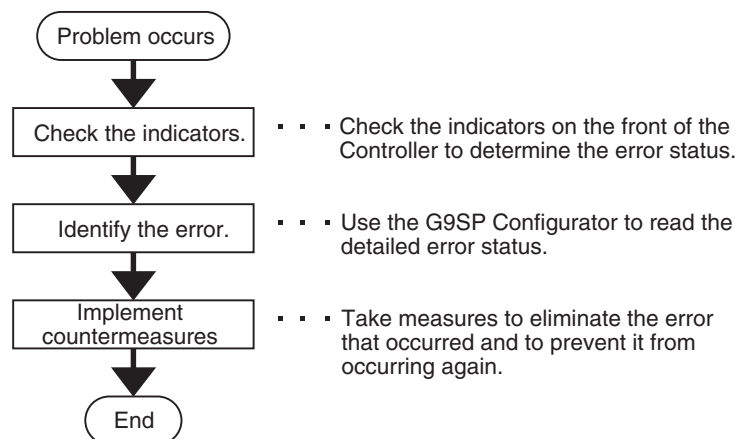 Problem occurs
Check the indicators.
Check the indicators on the front of the
Controller to determine the error status.
Identify the error.
Use the G9SP Configurator to read the
detailed error status.
Implement
countermeasures
Take measures to eliminate the error
that occurred and to prevent it from
occurring again.
End